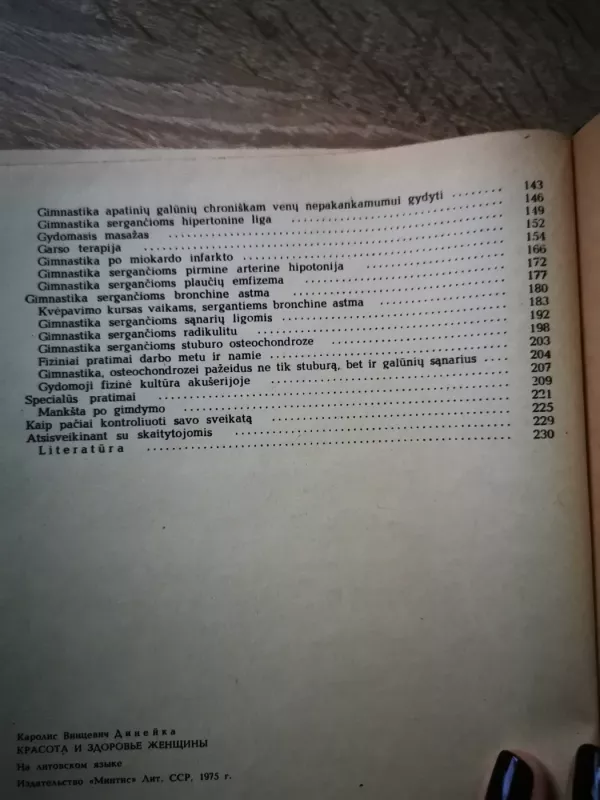 Gimnastika apatinių galūnių chroniškam venų nepakankamumui gydyti ........ 143
Gimnastika sergančioms hipertonine liga ........ 146
Gydomasis masažas ........ 149
Garso terapija ........ 152
Gimnastika po miokardo infarkto ........ 154
Gimnastika sergančioms pirmine arterine hipotonija ........ 166
Gimnastika sergančioms plaučių emfizema ........ 172
Gimnastika sergančioms bronchine astma ........ 177
Kvėpavimo kursas vaikams, sergantiems bronchine astma ........ 180
Gimnastika sergančioms sąnarių ligomis ........ 183
Gimnastika sergančioms radikulitu ........ 192
Gimnastika sergančioms stuburo osteochondroze ........ 198
Fiziniai pratimai darbo metu ir namie ........ 203
Gimnastika, osteochondrozei pažeidus ne tik stuburą, bet ir galūnių sąnarius ........ 204
Gydomoji fizinė kultūra akušerijoje ........ 207
Specialūs pratimai ........ 209
Mankšta po gimdymo ........ 221
Kaip pačiai kontroliuoti savo sveikatą ........ 225
Atsisveikinant su skaitytojomis ........ 229
Literatūra ........ 230
Каролис Винцевич Динейка
КРАСОТА И ЗДОРОВЬЕ ЖЕНЩИНЫ
На литовском языке
Издательство «Минтис» Лит. ССР, 1975 г.